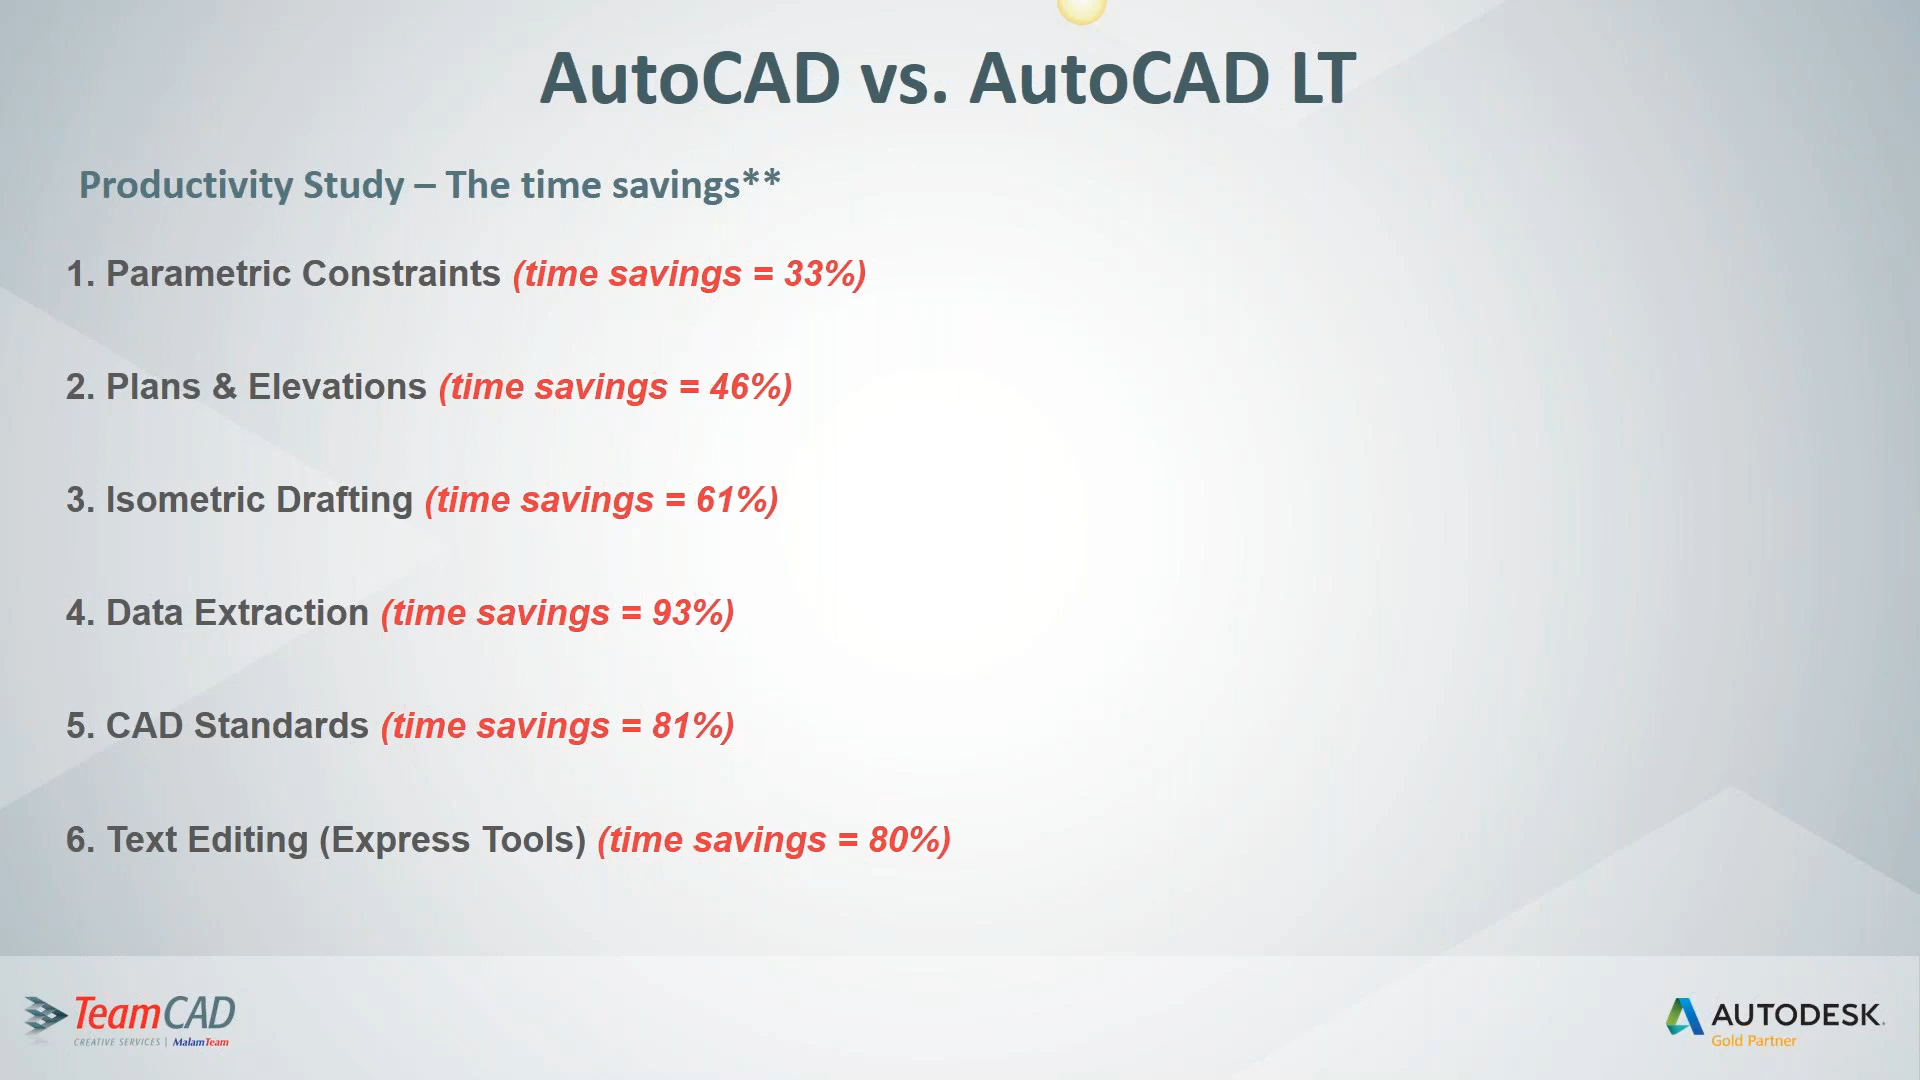 AutoCAD vs. AutoCAD LT
Productivity Study – The time savings**
1. Parametric Constraints (time savings = 33%)
2. Plans & Elevations (time savings = 46%)
3. Isometric Drafting (time savings = 61%)
4. Data Extraction (time savings = 93%)
5. CAD Standards (time savings = 81%)
6. Text Editing (Express Tools) (time savings = 80%)
TeamCAD
CREATIVE SERVICES | MalamTeam
AUTODESK.
Gold Partner